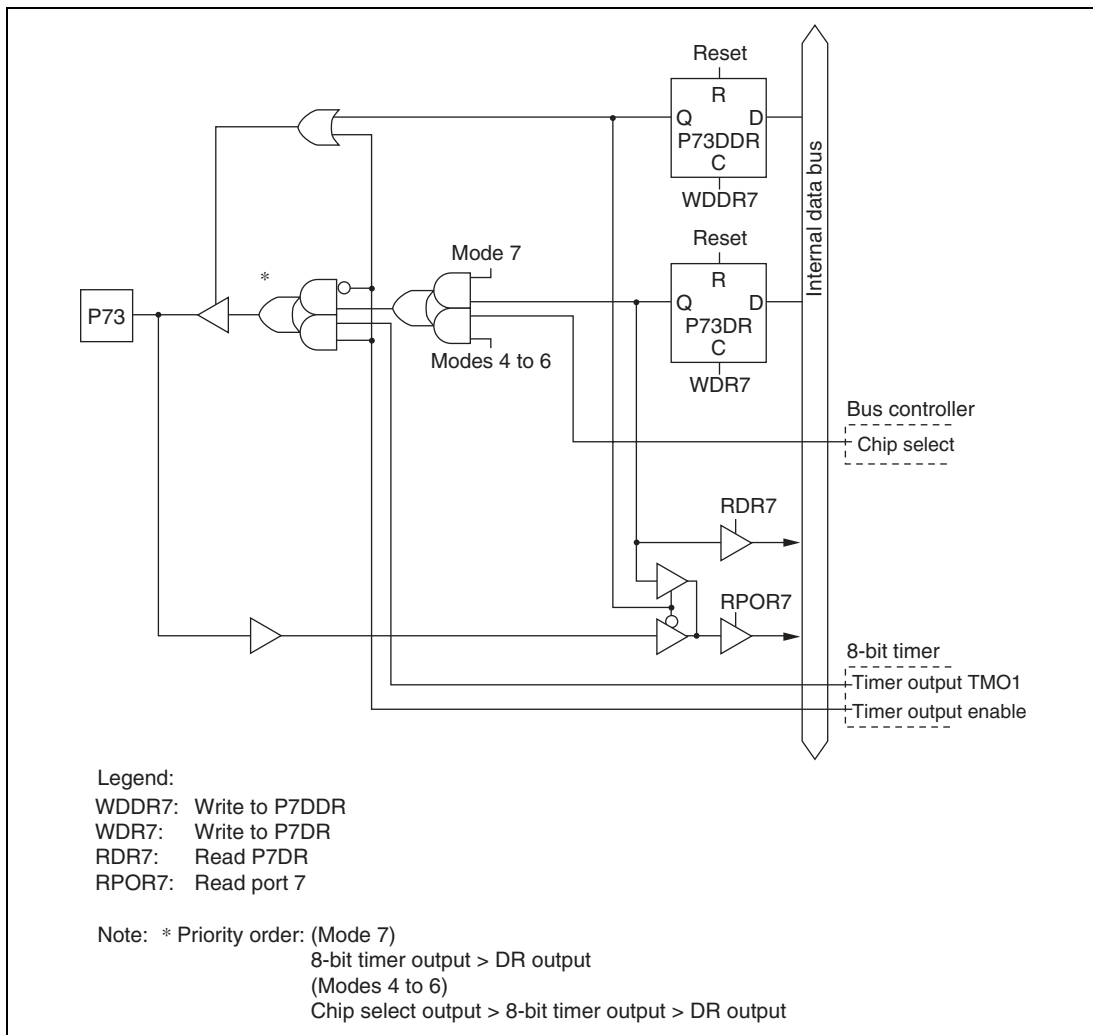 Reset
R
Q D
P73DDR
C
WDDR7
Internal data bus
Reset
R
Q D
P73DR
C
WDR7
Mode 7
*
P73
Modes 4 to 6
Bus controller
Chip select
RDR7
RPOR7
8-bit timer
Timer output TMO1
Timer output enable
Legend:
WDDR7: Write to P7DDR
WDR7: Write to P7DR
RDR7: Read P7DR
RPOR7: Read port 7
Note: * Priority order: (Mode 7)
8-bit timer output > DR output
(Modes 4 to 6)
Chip select output > 8-bit timer output > DR output